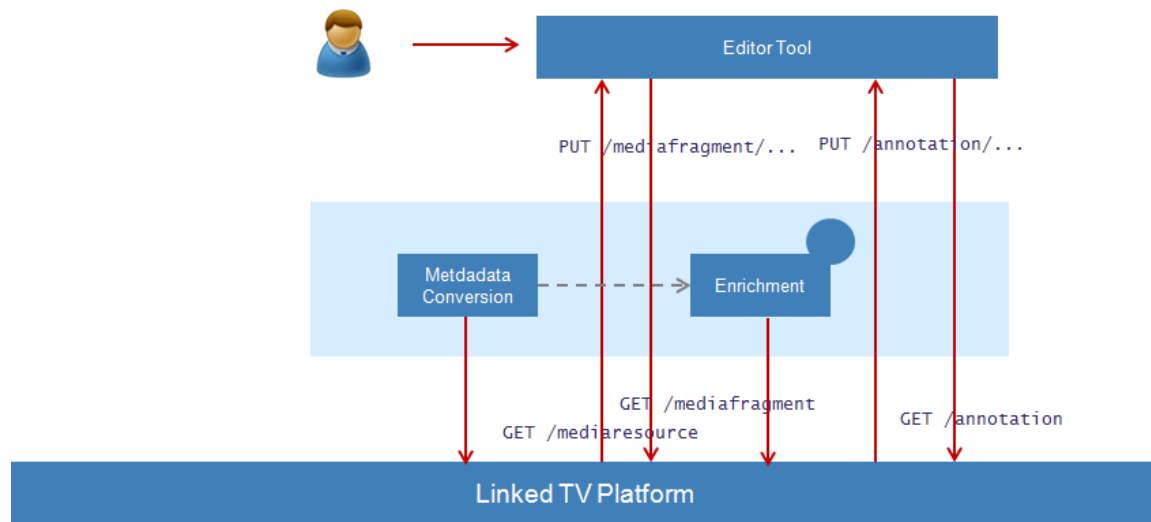 Editor Tool
PUT /mediafragment/...
PUT /annotation/...
Metdadata
Conversion
Enrichment
GET /mediafragment
GET /annotation
GET /mediaresource
Linked TV Platform